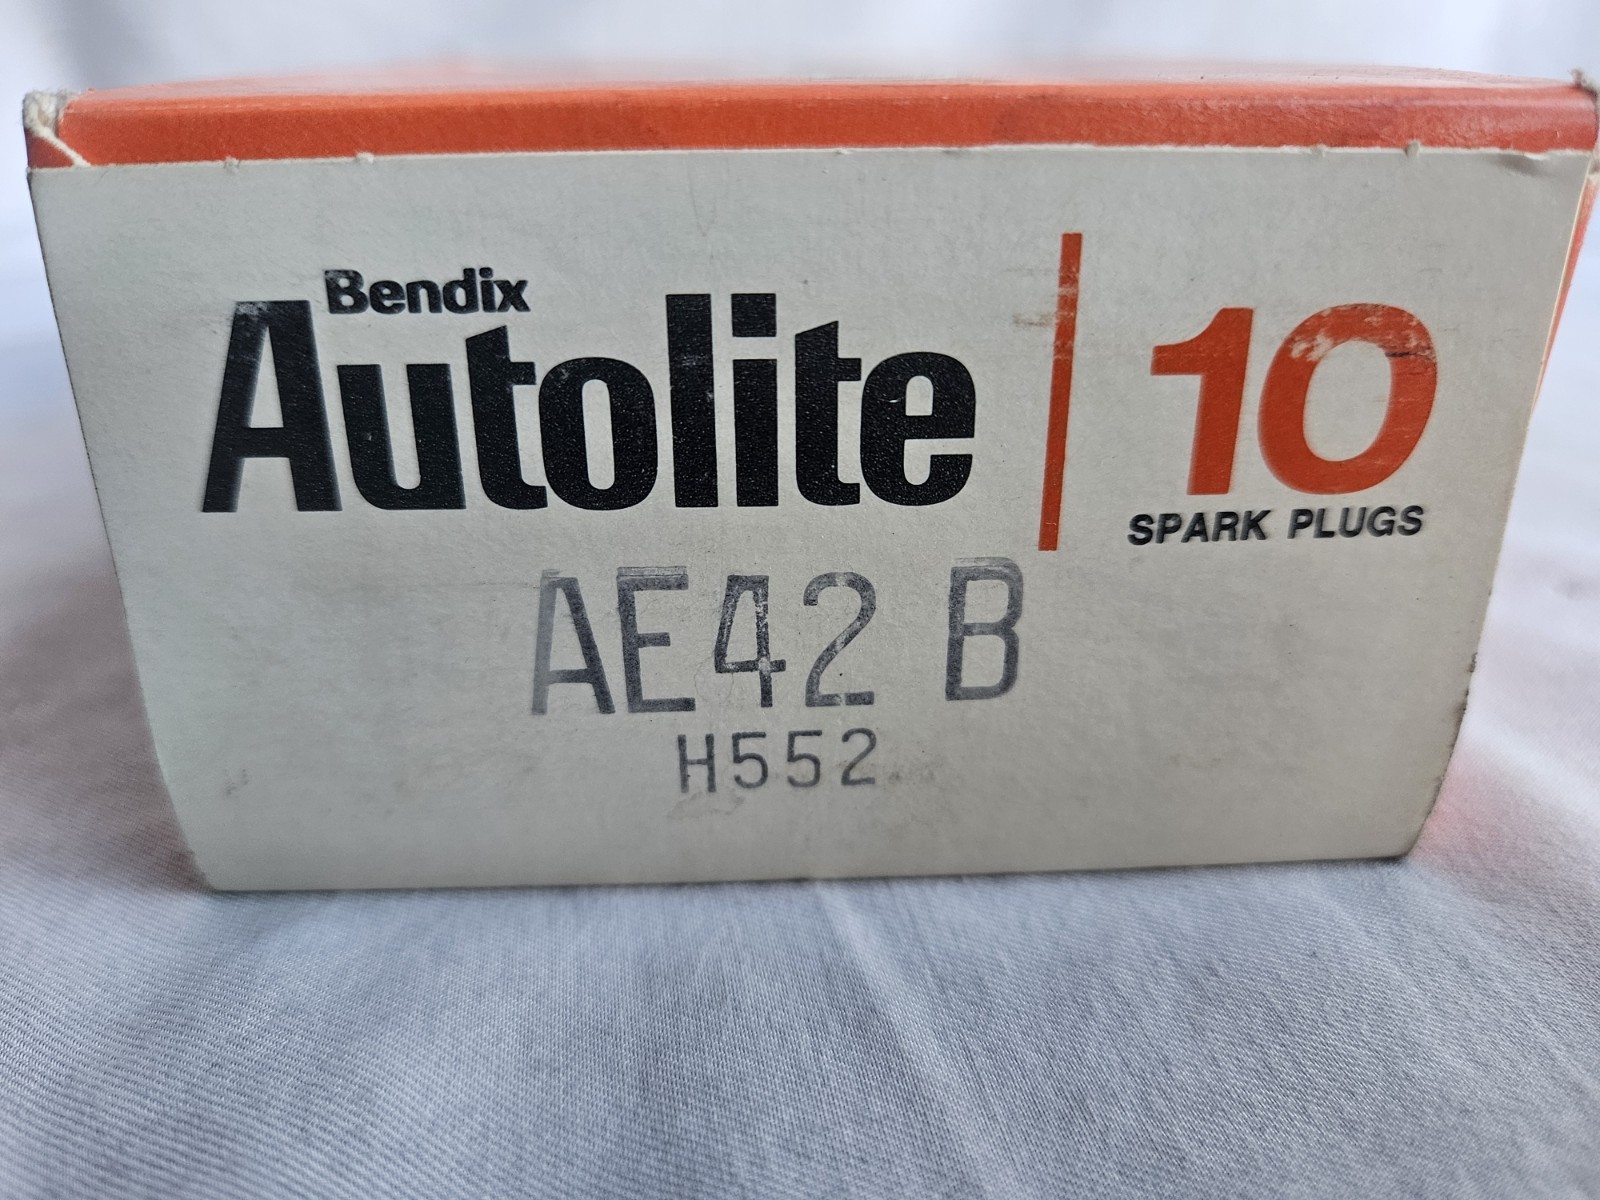 Bendix
Autolite
10
SPARK PLUGS
AE42 B
H552